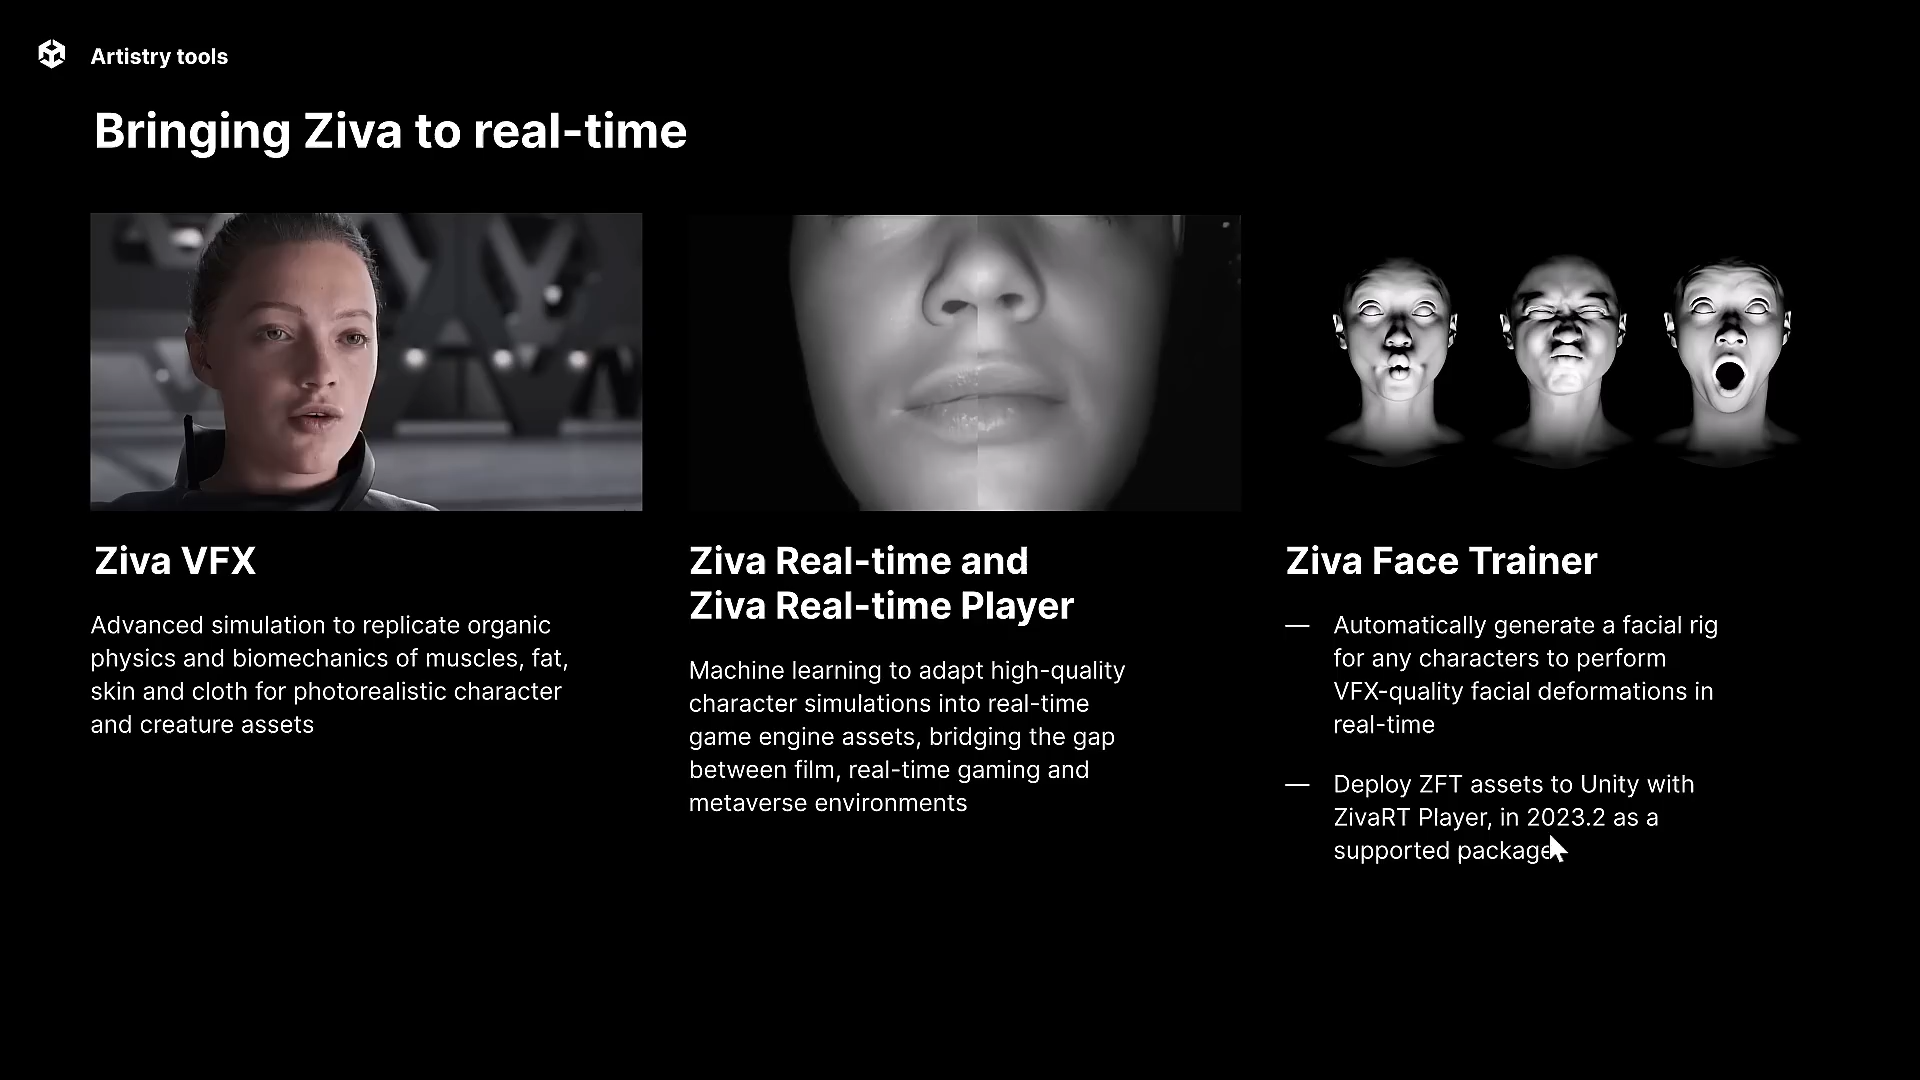 Artistry tools
Bringing Ziva to real-time
Ziva VFX
Advanced simulation to replicate organic
physics and biomechanics of muscles, fat,
skin and cloth for photorealistic character
and creature assets
Ziva Real-time and
Ziva Real-time Player
Machine learning to adapt high-quality
character simulations into real-time
game engine assets, bridging the gap
between film, real-time gaming and
metaverse environments
Ziva Face Trainer
— Automatically generate a facial rig
for any characters to perform
VFX-quality facial deformations in
real-time
— Deploy ZFT assets to Unity with
ZivaRT Player, in 2023.2 as a
supported package